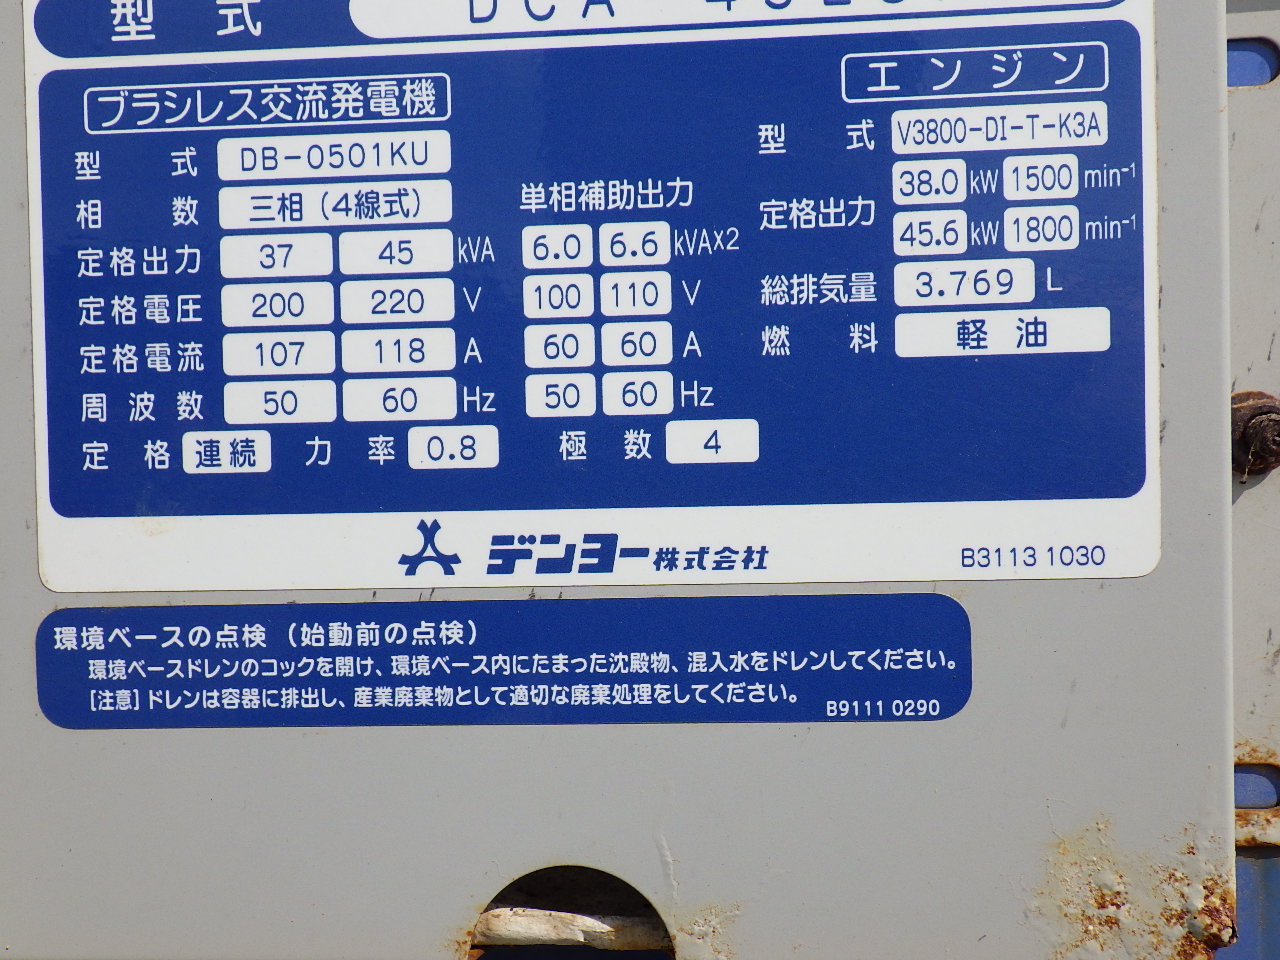 型式 DCA-45
ブラシレス交流発電機
型式 DB-0501KU
相数 三相(4線式)
定格出力 37 45 kVA
定格電圧 200 220 V
定格電流 107 118 A
周波数 50 60 Hz
定格 連続 力率 0.8 極数 4
単相補助出力
6.0 6.6 kVA×2
100 110 V
60 60 A
50 60 Hz
エンジン
型式 V3800-DI-T-K3A
定格出力 38.0 kW 1500 min⁻¹
45.6 kW 1800 min⁻¹
総排気量 3.769 L
燃料 軽油
デンヨー株式会社
B31131030
環境ベースの点検(始動前の点検)
環境ベースドレンのコックを開け、環境ベース内にたまった沈殿物、混入水をドレンしてください。
[注意]ドレンは容器に排出し、産業廃棄物として適切な廃棄処理をしてください。
B9111 0290